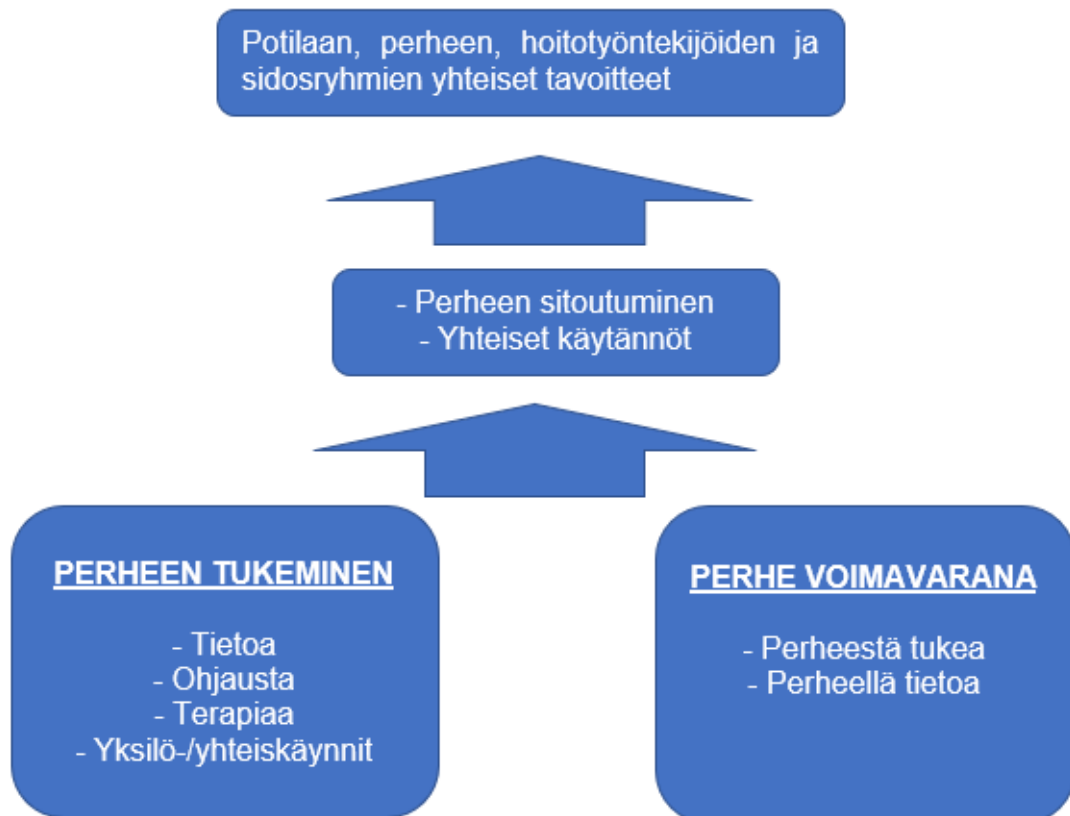 Potilaan, perheen, hoitotyöntekijöiden ja
sidosryhmien yhteiset tavoitteet
- Perheen sitoutuminen
- Yhteiset käytännöt
PERHEEN TUKEMINEN
- Tietoa
- Ohjausta
- Terapiaa
- Yksilö-/yhteiskäynnit
PERHE VOIMAVARANA
- Perheestä tukea
- Perheellä tietoa